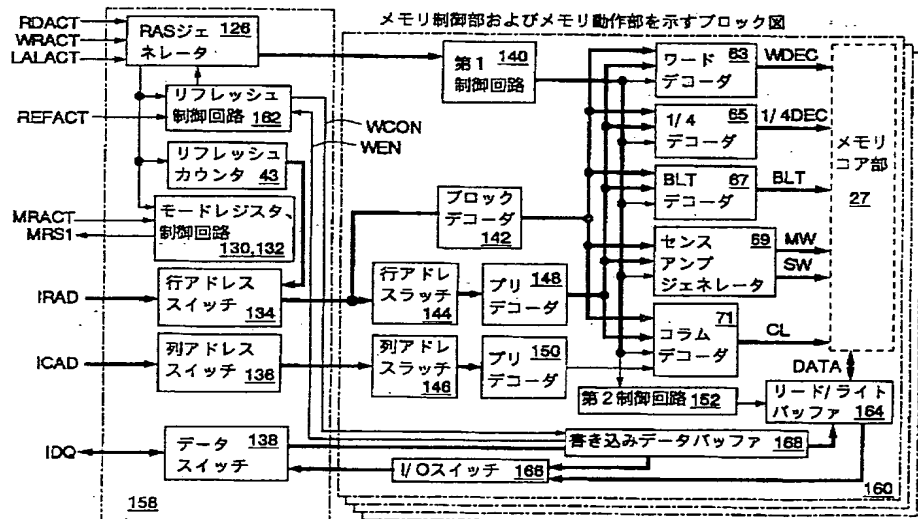 メモリ制御部およびメモリ動作部を示すブロック図
RDACT
WRACT
LALACT
REFACT
MRACT
MRS1
IRAD
ICAD
IDQ
RASジェ
ネレータ
126
リフレッシュ
制御回路 162
リフレッシュ
カウンタ 43
モードレジスタ、
制御回路
130,132
行アドレス
スイッチ 134
列アドレス
スイッチ 136
データ 138
スイッチ
158
WCON
WEN
第1 140
制御回路
ブロック
デコーダ
142
行アドレ
スラッチ
144
プリ 148
デコーダ
列アドレ
スラッチ
146
プリ 150
デコーダ
ワード 63
デコーダ
WDEC
1/4 65
デコーダ
1/4DEC
BLT 67
デコーダ
BLT
センス 69
アンプ
ジェネレータ
MW
SW
コラム 71
デコーダ
CL
メモリ
コア部
27
DATA
第2制御回路 152
リード/ライト
バッファ 164
書き込みデータバッファ 168
I/Oスイッチ 166
160